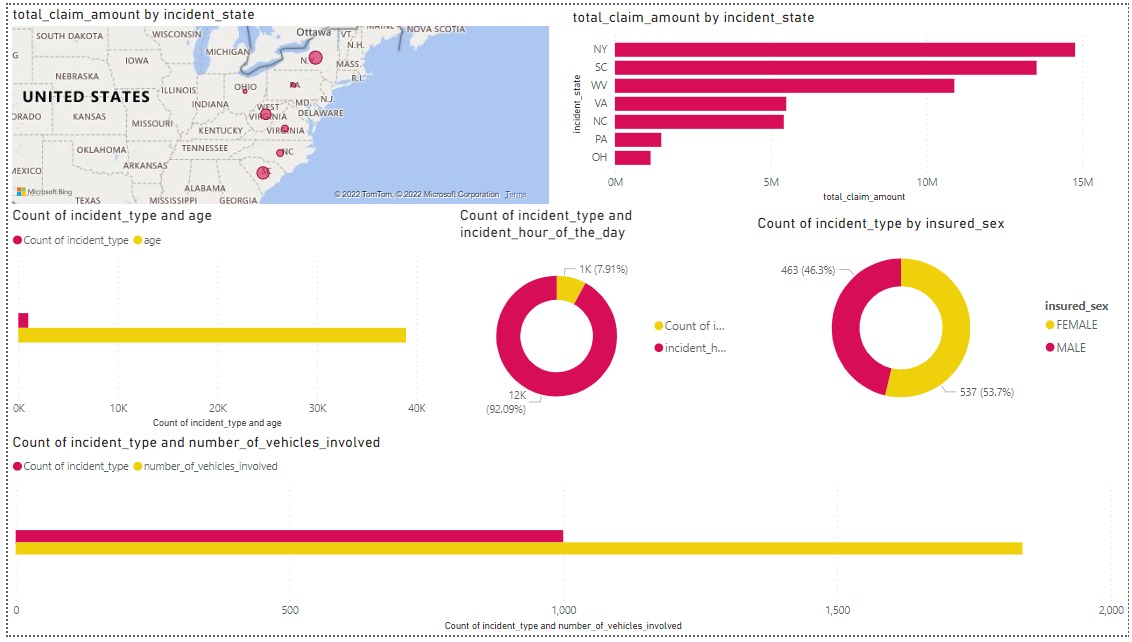 total_claim_amount by incident_state
SOUTH DAKOTA
WISCONSIN
Ottawa
MAINE
NOVA SCOTIA
VT.
N.H.
MICHIGAN
IOWA
MASS.
R.I.
NEBRASKA
ILLINOIS
OHIO
PA
UNITED STATES
INDIANA
MD
N.J.
WEST
VIRGINIA
DELAWARE
KANSAS
MISSOURI
KENTUCKY
VIRGINIA
OKLAHOMA
TENNESSEE
NC
ARKANSAS
SC
MEXICO
ALABAMA
Microsoft Bing
TEXAS
MISSISSIPPI
GEORGIA
© 2022 TomTom, © 2022 Microsoft Corporation Terms
total_claim_amount by incident_state
incident_state
NY
SC
WV
VA
NC
PA
OH
0M 5M 10M 15M
total_claim_amount
Count of incident_type and age
Count of incident_type age
0K 10K 20K 30K 40K
Count of incident_type and age
Count of incident_type and
incident_hour_of_the_day
1K (7.91%)
12K
(92.09%)
Count of i...
incident_h...
Count of incident_type by insured_sex
463 (46.3%)
537 (53.7%)
insured_sex
FEMALE
MALE
Count of incident_type and number_of_vehicles_involved
Count of incident_type number_of_vehicles_involved
0 500 1,000 1,500 2,000
Count of incident_type and number_of_vehicles_involved